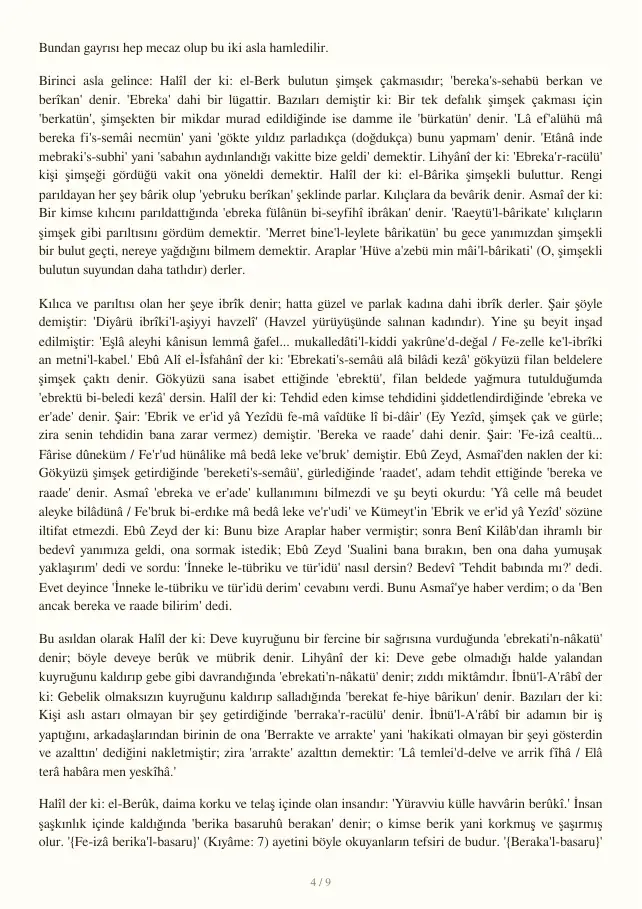 Bundan gayrısı hep mecaz olup bu iki asla hamledilir.
Birinci asla gelince: Halîl der ki: el-Berk bulutun şimşek çakmasıdır; 'bereka's-sehabü berkan ve
berîkan' denir. 'Ebreka' dahi bir lügattir. Bazıları demiştir ki: Bir tek defalık şimşek çakması için
'berkatün', şimşekten bir mikdar murad edildiğinde ise damme ile 'bürkatün' denir. 'Lâ ef'alühü mâ
bereka fi's-semâi necmün' yani 'gökte yıldız parladıkça (doğdukça) bunu yapmam' denir. 'Etânâ inde
mebraki's-subhi' yani 'sabahın aydınlandığı vakitte bize geldi' demektir. Lihyânî der ki: 'Ebreka'r-racülü'
kişi şimşeği gördüğü vakit ona yöneldi demektir. Halîl der ki: el-Bârika şimşekli buluttur. Rengi
parıldayan her şey bârik olup 'yebruku berîkan' şeklinde parlar. Kılıçlara da bevârik denir. Asmaî der ki:
Bir kimse kılıcını parıldattığında 'ebreka fülânün bi-seyfihî ibrâkan' denir. 'Raeytü'l-bârikate' kılıçların
şimşek gibi parıltısını gördüm demektir. 'Merret bine'l-leylete bârikatün' bu gece yanımızdan şimşekli
bir bulut geçti, nereye yağdığını bilmem demektir. Araplar 'Hüve a'zebü min mâi'l-bârikati' (O, şimşekli
bulutun suyundan daha tatlıdır) derler.
Kılıca ve parıltısı olan her şeye ibrîk denir; hatta güzel ve parlak kadına dahi ibrîk derler. Şair şöyle
demiştir: 'Diyârü ibrîki'l-aşiyyi havzelî' (Havzel yürüyüşünde salınan kadındır). Yine şu beyit inşad
edilmiştir: 'Eşlâ aleyhi kânisun lemmâ ğafel... mukalledâti'l-kiddi yakrûne'd-değal / Fe-zelle ke'l-ibrîki
an metni'l-kabel.' Ebû Alî el-İsfahânî der ki: 'Ebrekati's-semâü alâ bilâdi kezâ' gökyüzü filan beldelere
şimşek çaktı denir. Gökyüzü sana isabet ettiğinde 'ebrektü', filan beldede yağmura tutulduğumda
'ebrektü bi-beledi kezâ' dersin. Halîl der ki: Tehdid eden kimse tehdidini şiddetlendirdiğinde 'ebreka ve
er'ade' denir. Şair: 'Ebrik ve er'id yâ Yezîdü fe-mâ vaîdüke lî bi-dâir' (Ey Yezîd, şimşek çak ve gürle;
zira senin tehdidin bana zarar vermez) demiştir. 'Bereka ve raade' dahi denir. Şair: 'Fe-izâ cealtü...
Fârise dûneküm / Fe'r'ud hünâlike mâ bedâ leke ve'bruk' demiştir. Ebû Zeyd, Asmaî'den naklen der ki:
Gökyüzü şimşek getirdiğinde 'bereketi's-semâü', gürlediğinde 'raadet', adam tehdit ettiğinde 'bereka ve
raade' denir. Asmaî 'ebreka ve er'ade' kullanımını bilmezdi ve şu beyti okurdu: 'Yâ celle mâ beudet
aleyke bilâdünâ / Fe'bruk bi-erdıke mâ bedâ leke ve'r'udi' ve Kümeyt'in 'Ebrik ve er'id yâ Yezîd' sözüne
iltifat etmezdi. Ebû Zeyd der ki: Bunu bize Araplar haber vermiştir; sonra Benî Kilâb'dan ihramlı bir
bedevî yanımıza geldi, ona sormak istedik; Ebû Zeyd 'Sualini bana bırakın, ben ona daha yumuşak
yaklaşırım' dedi ve sordu: 'İnneke le-tübriku ve tür'idü' nasıl dersin? Bedevî 'Tehdit babında mı?' dedi.
Evet deyince 'İnneke le-tübriku ve tür'idü derim' cevabını verdi. Bunu Asmaî'ye haber verdim; o da 'Ben
ancak bereka ve raade bilirim' dedi.
Bu asıldan olarak Halîl der ki: Deve kuyruğunu bir fercine bir sağrısına vurduğunda 'ebrekati'n-nâkatü'
denir; böyle deveye berûk ve mübrik denir. Lihyânî der ki: Deve gebe olmadığı halde yalandan
kuyruğunu kaldırıp gebe gibi davrandığında 'ebrekati'n-nâkatü' denir; zıddı miktâmdır. İbnü'l-A'râbî der
ki: Gebelik olmaksızın kuyruğunu kaldırıp salladığında 'berekat fe-hiye bârikun' denir. Bazıları der ki:
Kişi aslı astarı olmayan bir şey getirdiğinde 'berraka'r-racülü' denir. İbnü'l-A'râbî bir adamın bir iş
yaptığını, arkadaşlarından birinin de ona 'Berrakte ve arrakte' yani 'hakikati olmayan bir şeyi gösterdin
ve azalttın' dediğini nakletmiştir; zira 'arrakte' azalttın demektir: 'Lâ temlei'd-delve ve arrik fîhâ / Elâ
terâ habâra men yeskîhâ.'
Halîl der ki: el-Berûk, daima korku ve telaş içinde olan insandır: 'Yüravviu külle havvârin berûkî.' İnsan
şaşkınlık içinde kaldığında 'berika basaruhû berakan' denir; o kimse berik yani korkmuş ve şaşırmış
olur. '{Fe-izâ berika'l-basaru}' (Kıyâme: 7) ayetini böyle okuyanların tefsiri de budur. '{Beraka'l-basaru}'
4 / 9